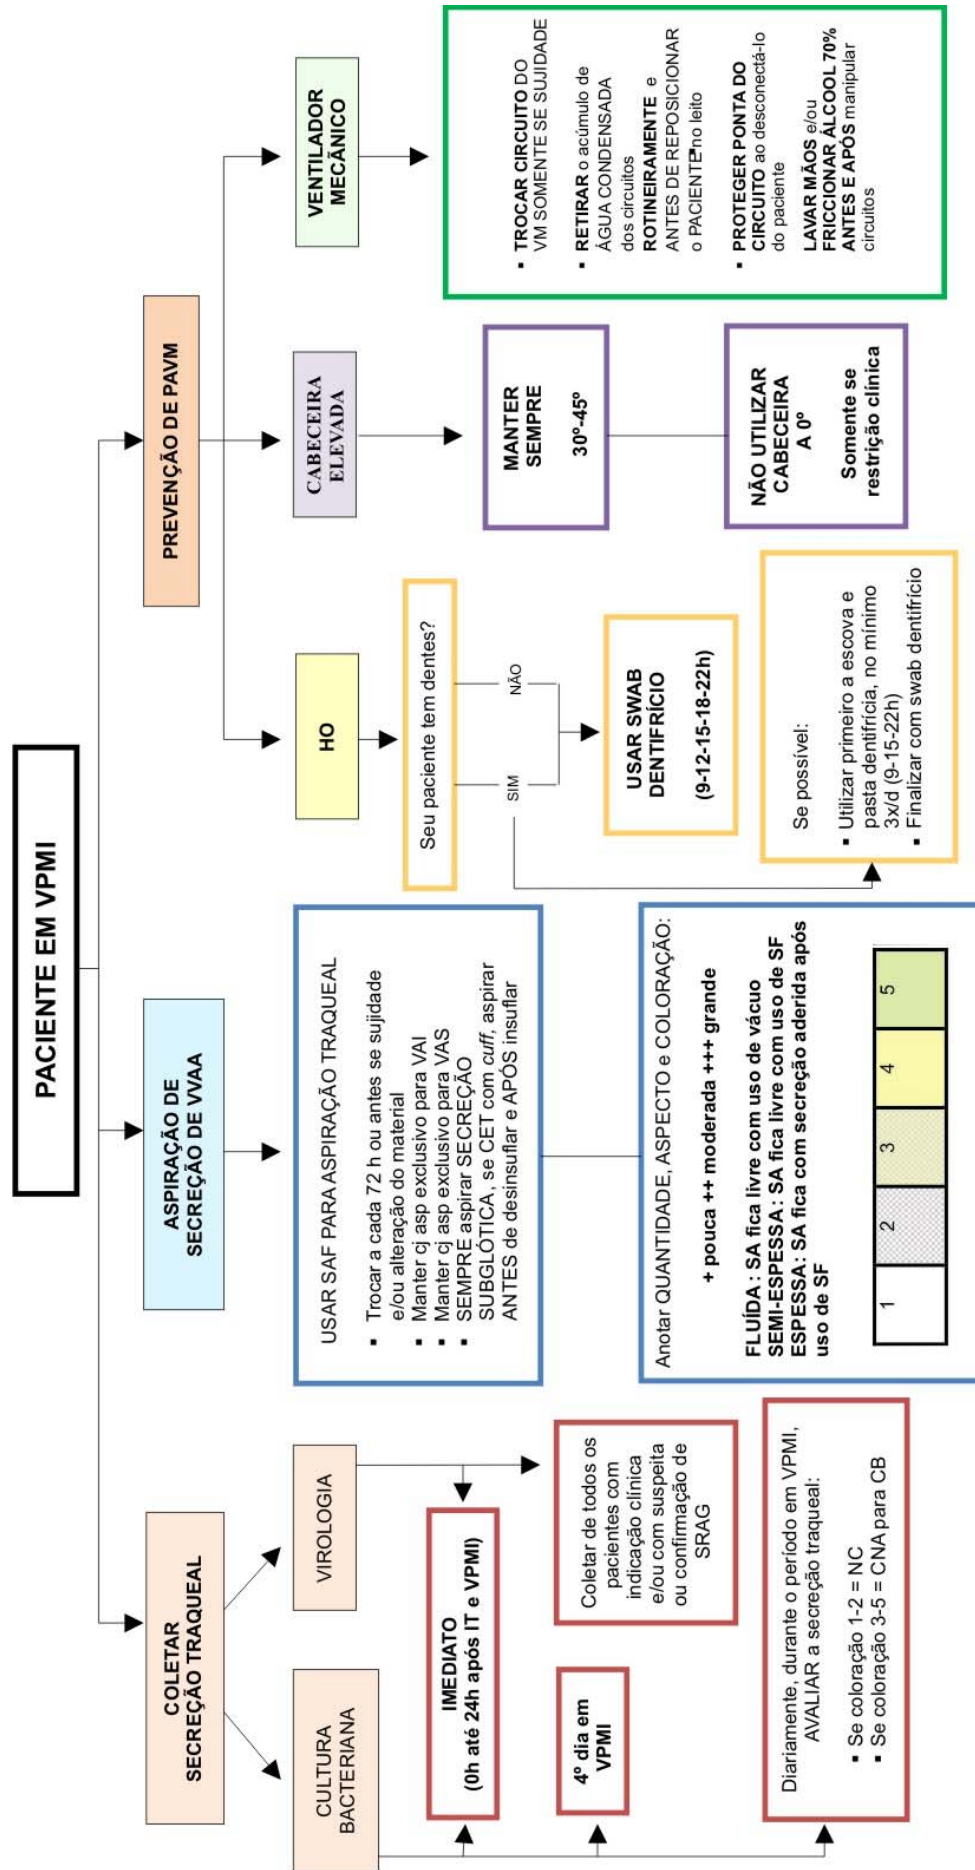 PACIENTE EM VPMI
COLETAR
SECREÇÃO TRAQUEAL
CULTURA
BACTERIANA
VIROLOGIA
IMEDIATO
(0h até 24h após IT e VPMI)
4º dia em
VPMI
Coletar de todos os
pacientes com
indicação clínica
e/ou com suspeita
ou confirmação de
SRAG
Diariamente, durante o período em VPMI,
AVALIAR a secreção traqueal:
▪ Se coloração 1-2 = NC
▪ Se coloração 3-5 = CNA para CB
ASPIRAÇÃO DE
SECREÇÃO DE VVAA
USAR SAF PARA ASPIRAÇÃO TRAQUEAL
▪ Trocar a cada 72 h ou antes se sujidade
e/ou alteração do material
▪ Manter cj asp exclusivo para VAI
▪ Manter cj asp exclusivo para VAS
▪ SEMPRE aspirar SECREÇÃO
SUBGLÓTICA, se CET com cuff, aspirar
ANTES de desinsuflar e APÓS insuflar
Anotar QUANTIDADE, ASPECTO e COLORAÇÃO:
+ pouca ++ moderada +++ grande
FLUÍDA : SA fica livre com uso de vácuo
SEMI-ESPESSA : SA fica livre com uso de SF
ESPESSA : SA fica com secreção aderida após
uso de SF
1 2 3 4 5
PREVENÇÃO DE PAVM
HO
Seu paciente tem dentes?
SIM NÃO
USAR SWAB
DENTIFRÍCIO
(9-12-15-18-22h)
Se possível:
▪ Utilizar primeiro a escova e
pasta dentifrícia, no mínimo
3x/d (9-15-22h)
▪ Finalizar com swab dentifrício
CABECEIRA
ELEVADA
MANTER
SEMPRE
30º-45º
NÃO UTILIZAR
CABECEIRA
A 0º
Somente se
restrição clínica
VENTILADOR
MECÂNICO
▪ TROCAR CIRCUITO DO
VM SOMENTE SE SUJIDADE
▪ RETIRAR o acúmulo de
ÁGUA CONDENSADA
dos circuitos
ROTINEIRAMENTE e
ANTES DE REPOSICIONAR
o PACIENTE no leito
▪ PROTEGER PONTA DO
CIRCUITO ao desconectá-lo
do paciente
LAVAR MÃOS e/ou
FRICCIONAR ÁLCOOL 70%
ANTES E APÓS manipular
circuitos